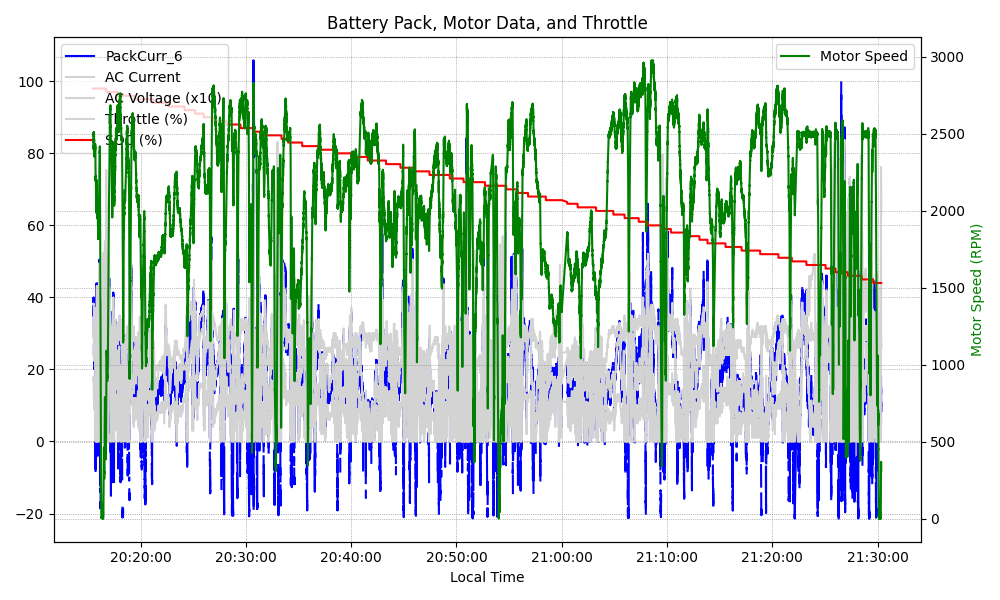 Battery Pack, Motor Data, and Throttle
PackCurr_6
AC Current
AC Voltage (x10)
Throttle (%)
SOC (%)
Motor Speed
100
80
60
40
20
0
−20
3000
2500
2000
1500
1000
500
0
Motor Speed (RPM)
20:20:00 20:30:00 20:40:00 20:50:00 21:00:00 21:10:00 21:20:00 21:30:00
Local Time